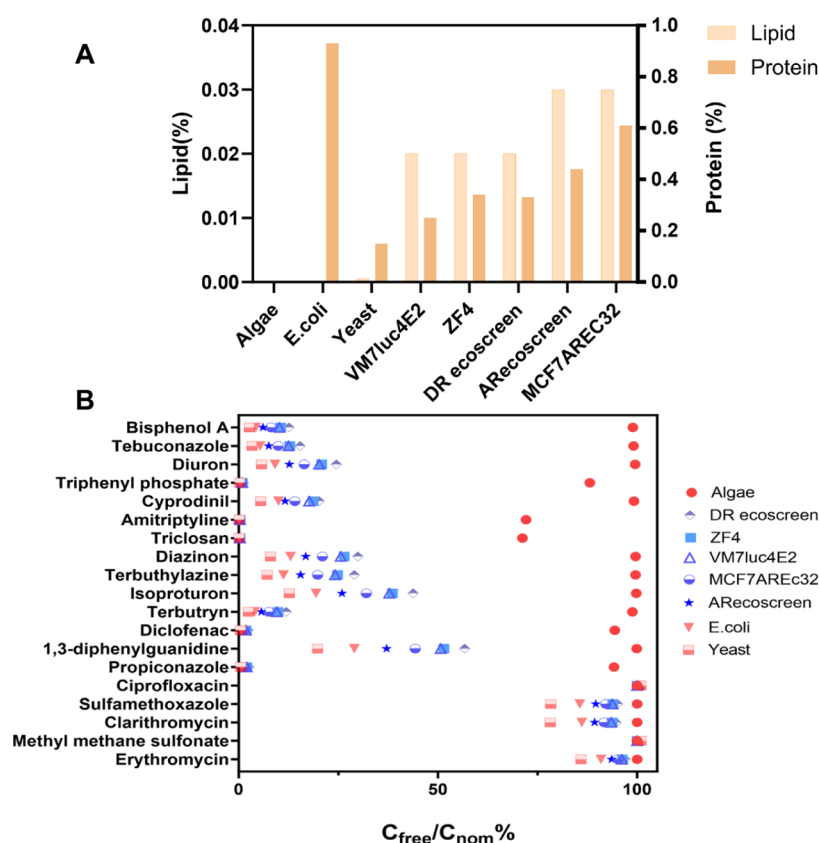 A
Lipid(%)
0.04
0.03
0.02
0.01
0.00
Protein (%)
1.0
0.8
0.6
0.4
0.2
0.0
Lipid
Protein
Algae
E.coli
Yeast
VM7luc4E2
ZF4
DR ecoscreen
ARecoscreen
MCF7AREC32
B
Bisphenol A
Tebuconazole
Diuron
Triphenyl phosphate
Cyprodinil
Amitriptyline
Triclosan
Diazinon
Terbuthylazine
Isoproturon
Terbutryn
Diclofenac
1,3-diphenylguanidine
Propiconazole
Ciprofloxacin
Sulfamethoxazole
Clarithromycin
Methyl methane sulfonate
Erythromycin
0
50
100
Cfree/Cnom%
Algae
DR ecoscreen
ZF4
VM7luc4E2
MCF7AREc32
ARecoscreen
E.coli
Yeast